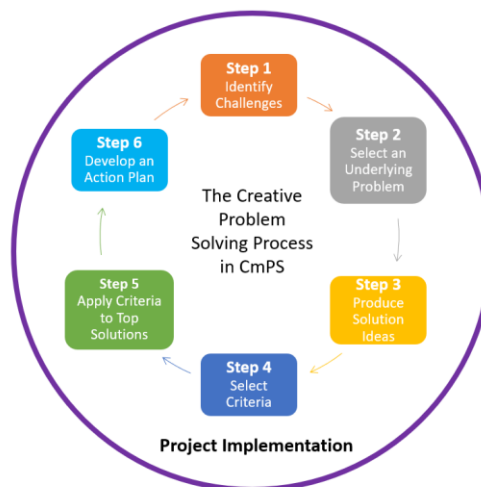 Step 1
Identify
Challenges
Step 2
Select an
Underlying
Problem
Step 3
Produce
Solution
Ideas
Step 4
Select
Criteria
Step 5
Apply Criteria
to Top
Solutions
Step 6
Develop an
Action Plan
The Creative
Problem
Solving Process
in CmPS
Project Implementation